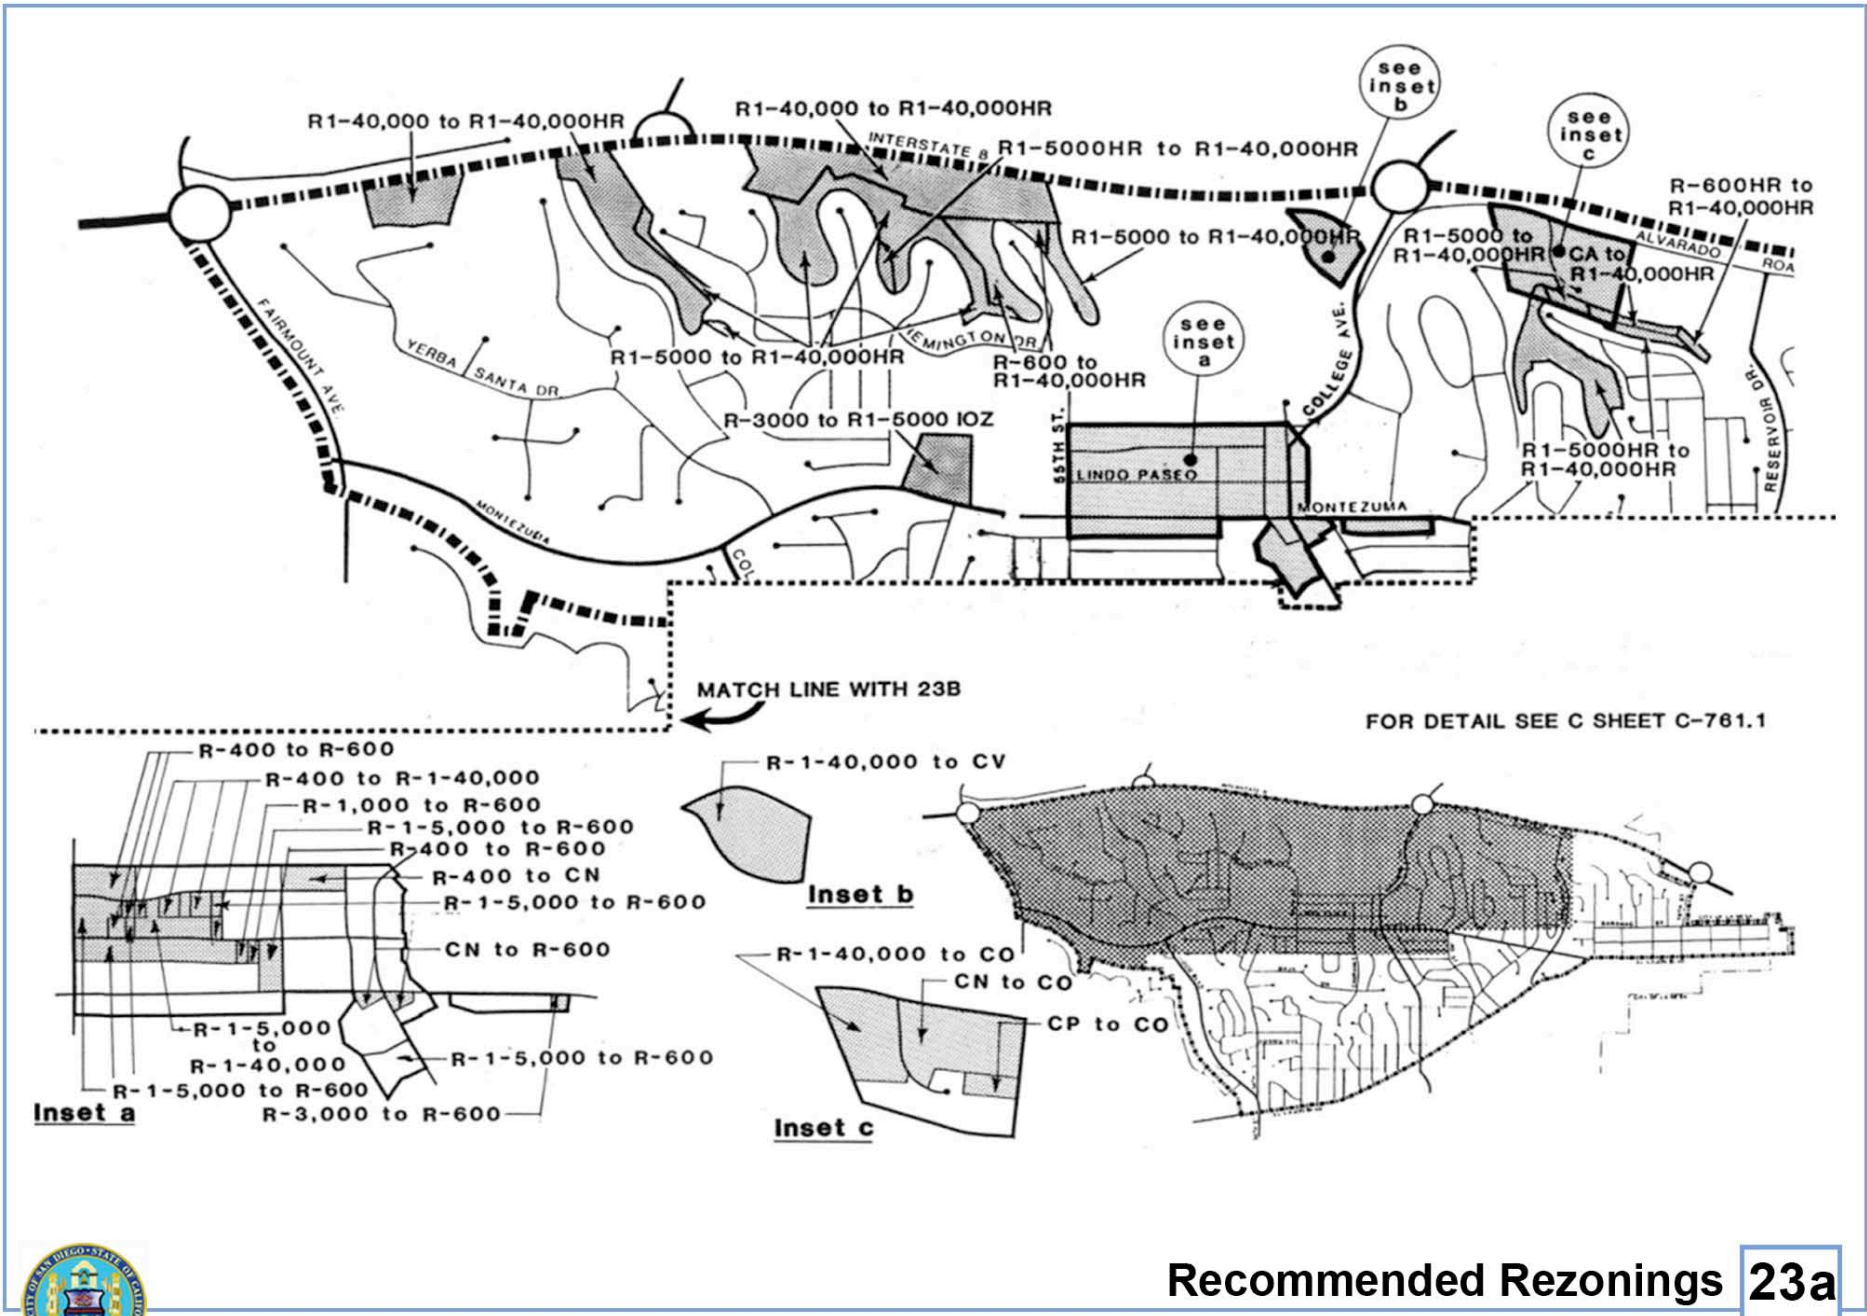 see
inset
b
see
inset
c
R1-40,000 to R1-40,000HR
R1-40,000 to R1-40,000HR
INTERSTATE 8
R1-5000HR to R1-40,000HR
R-600HR to
R1-40,000HR
R1-5000 to R1-40,000HR
R1-5000 to
R1-40,000HR
CA to
R1-40,000HR
ALVARADO
ROA
FAIRMOUNT AVE.
YERBA SANTA DR.
R1-5000 to R1-40,000HR
EMINGTON DR.
R-600 to
R1-40,000HR
see
inset
a
COLLEGE AVE.
RESERVOIR DR.
R-3000 to R1-5000 IOZ
55TH ST.
LINDO PASEO
R1-5000HR to
R1-40,000HR
MONTEZUMA
MONTEZUMA
COL
MATCH LINE WITH 23B
FOR DETAIL SEE C SHEET C-761.1
R-400 to R-600
R-400 to R-1-40,000
R-1,000 to R-600
R-1-5,000 to R-600
R-400 to R-600
R-400 to CN
R-1-5,000 to R-600
CN to R-600
R-1-5,000
to
R-1-40,000
R-1-5,000 to R-600
R-1-5,000 to R-600
R-3,000 to R-600
Inset a
R-1-40,000 to CV
Inset b
R-1-40,000 to CO
CN to CO
CP to CO
Inset c
Recommended Rezonings
23a